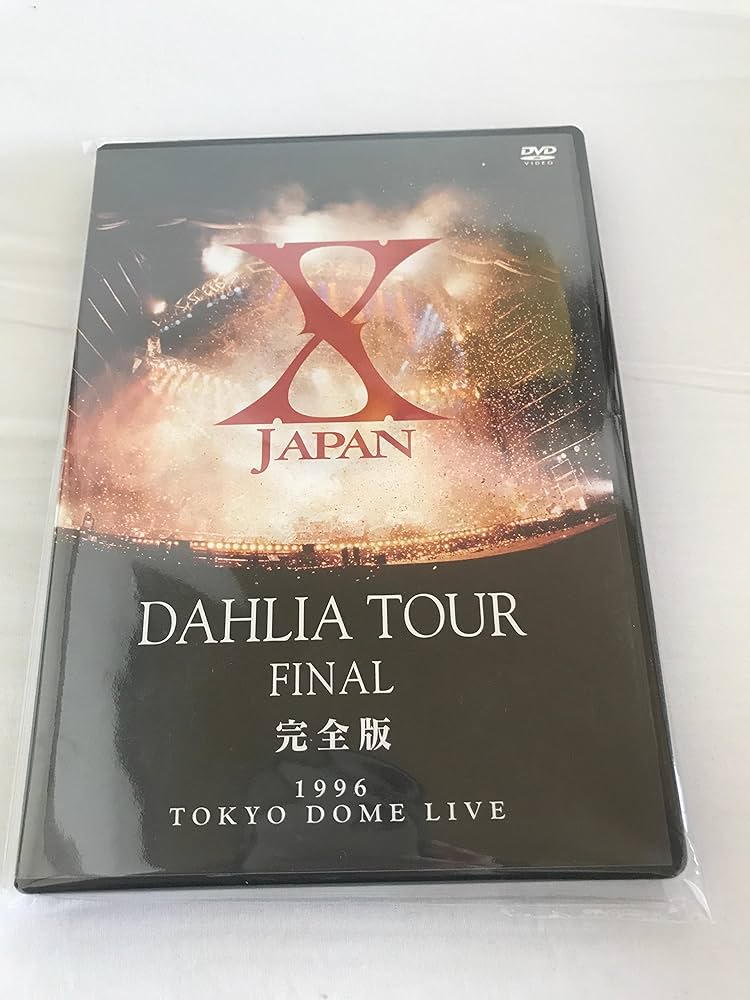 DVD
VIDEO
X
JAPAN
DAHLIA TOUR
FINAL
完全版
1996
TOKYO DOME LIVE